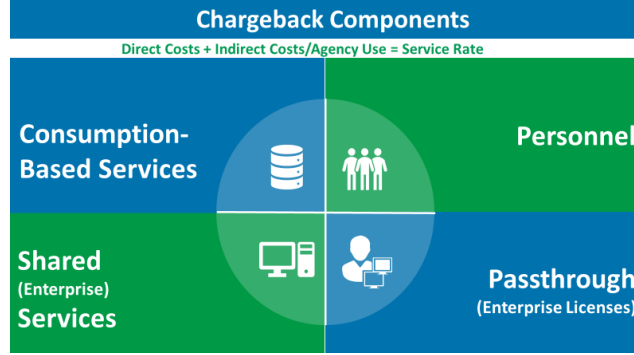 Chargeback Components
Direct Costs + Indirect Costs/Agency Use = Service Rate
Consumption-
Based Services
Personnel
Shared
(Enterprise)
Services
Passthrough
(Enterprise Licenses)